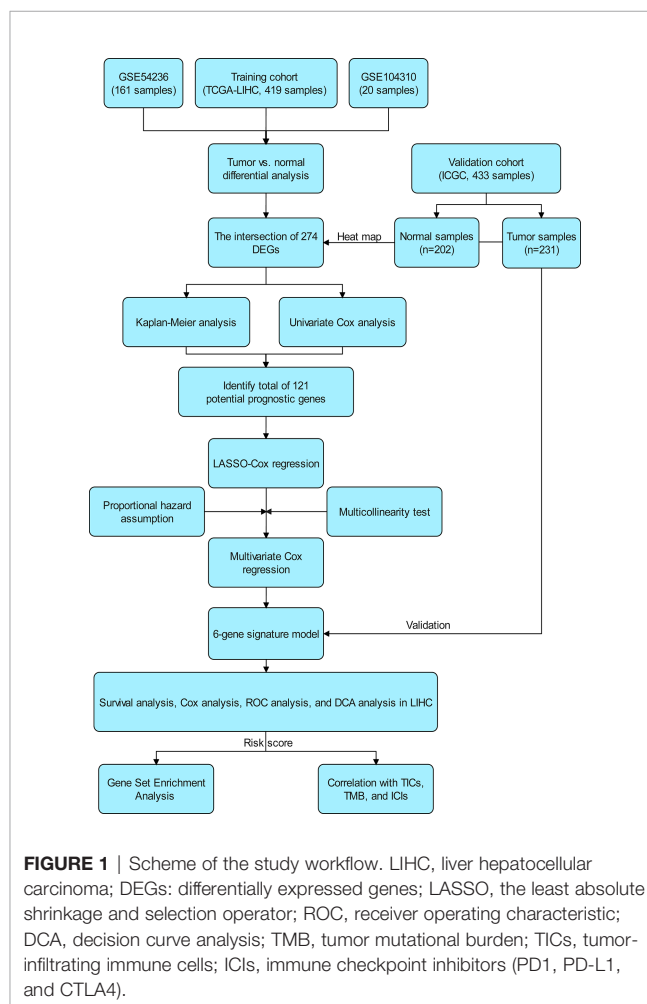 GSE54236
(161 samples)
Training cohort
(TCGA-LIHC, 419 samples)
GSE104310
(20 samples)
Tumor vs. normal
differential analysis
Validation cohort
(ICGC, 433 samples)
The intersection of 274
DEGs
Heat map
Normal samples
(n=202)
Tumor samples
(n=231)
Kaplan-Meier analysis
Univariate Cox analysis
Identify total of 121
potential prognostic genes
LASSO-Cox regression
Proportional hazard
assumption
Multicollinearity test
Multivariate Cox
regression
6-gene signature model
Validation
Survival analysis, Cox analysis, ROC analysis, and DCA analysis in LIHC
Risk score
Gene Set Enrichment
Analysis
Correlation with TICs,
TMB, and ICIs
FIGURE 1 | Scheme of the study workflow. LIHC, liver hepatocellular
carcinoma; DEGs: differentially expressed genes; LASSO, the least absolute
shrinkage and selection operator; ROC, receiver operating characteristic;
DCA, decision curve analysis; TMB, tumor mutational burden; TICs, tumor-
infiltrating immune cells; ICIs, immune checkpoint inhibitors (PD1, PD-L1,
and CTLA4).